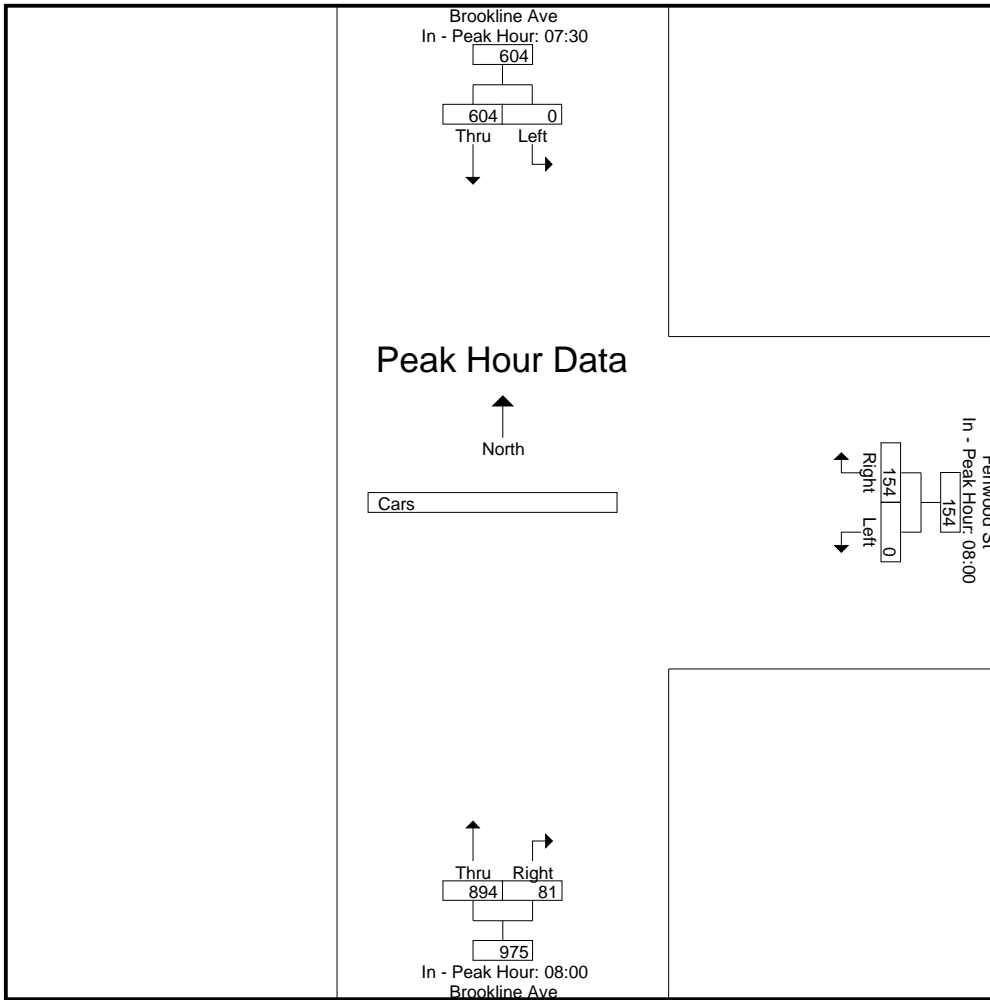 Brookline Ave
In - Peak Hour: 07:30
604
604 0
Thru Left
Peak Hour Data
North
Cars
In - Peak Hour: 08:00
154
154 0
Right Left
Thru Right
894 81
975
In - Peak Hour: 08:00
Brookline Ave